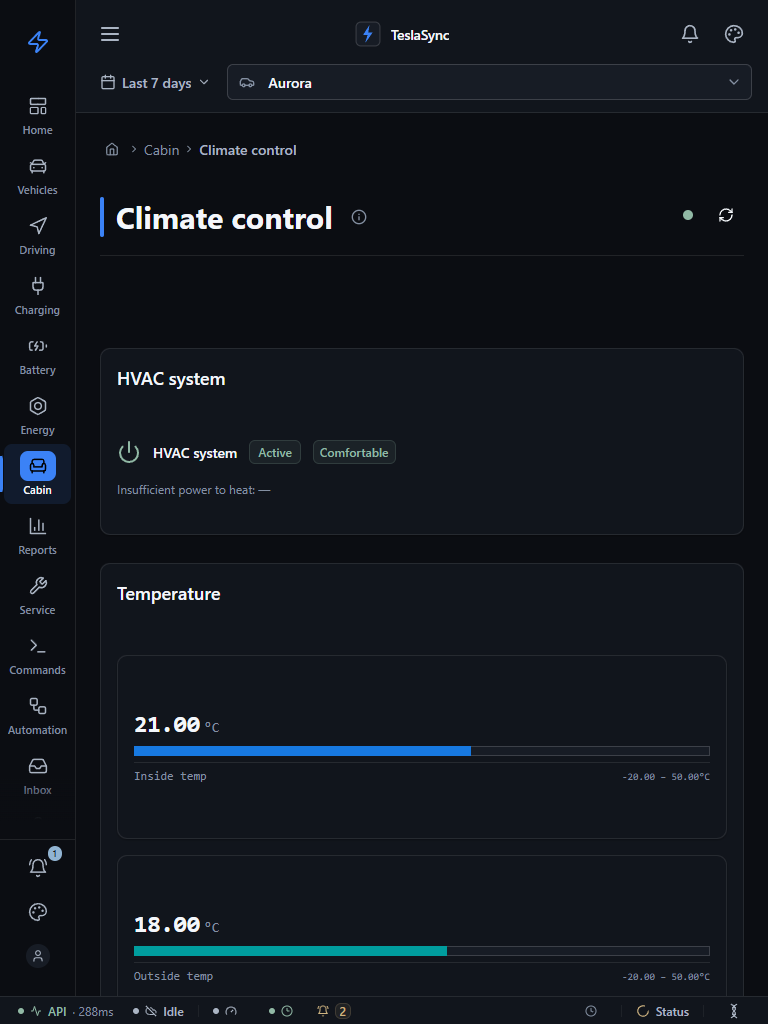 TeslaSync
Last 7 days
Aurora
Home
Vehicles
Driving
Charging
Battery
Energy
Cabin
Reports
Service
Commands
Automation
Inbox
1
Cabin
Climate control
Climate control
HVAC system
HVAC system
Active
Comfortable
Insufficient power to heat: —
Temperature
21.00 °C
Inside temp
-20.00 – 50.00°C
18.00 °C
Outside temp
-20.00 – 50.00°C
API · 288ms
Idle
2
Status